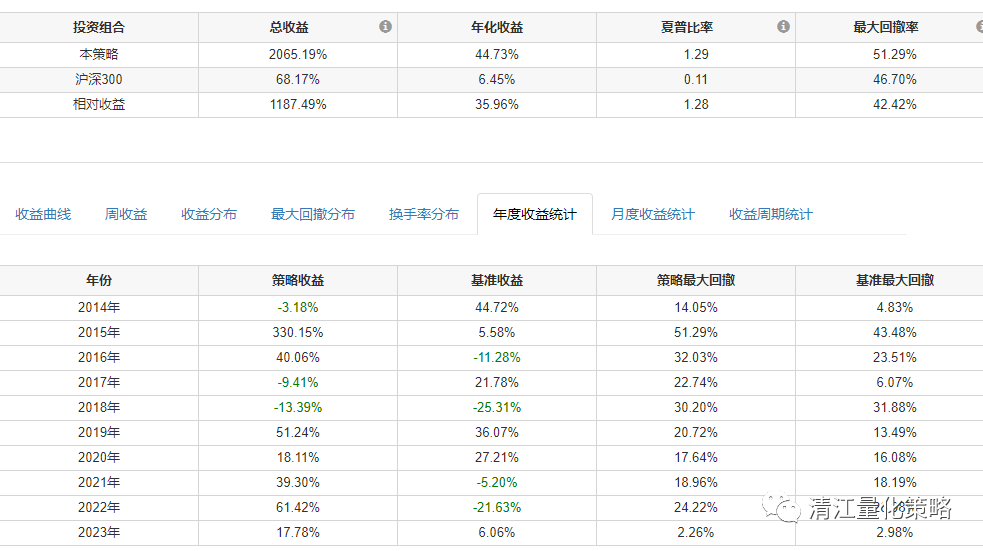 投资组合 总收益 年化收益 夏普比率 最大回撤率
本策略 2065.19% 44.73% 1.29 51.29%
沪深300 68.17% 6.45% 0.11 46.70%
相对收益 1187.49% 35.96% 1.28 42.42%
收益曲线 周收益 收益分布 最大回撤分布 换手率分布 年度收益统计 月度收益统计 收益周期统计
年份 策略收益 基准收益 策略最大回撤 基准最大回撤
2014年 -3.18% 44.72% 14.05% 4.83%
2015年 330.15% 5.58% 51.29% 43.48%
2016年 40.06% -11.28% 32.03% 23.51%
2017年 -9.41% 21.78% 22.74% 6.07%
2018年 -13.39% -25.31% 30.20% 31.88%
2019年 51.24% 36.07% 20.72% 13.49%
2020年 18.11% 27.21% 17.64% 16.08%
2021年 39.30% -5.20% 18.96% 18.19%
2022年 61.42% -21.63% 24.22%
清江量化策略
2023年 17.78% 6.06% 2.26% 2.98%